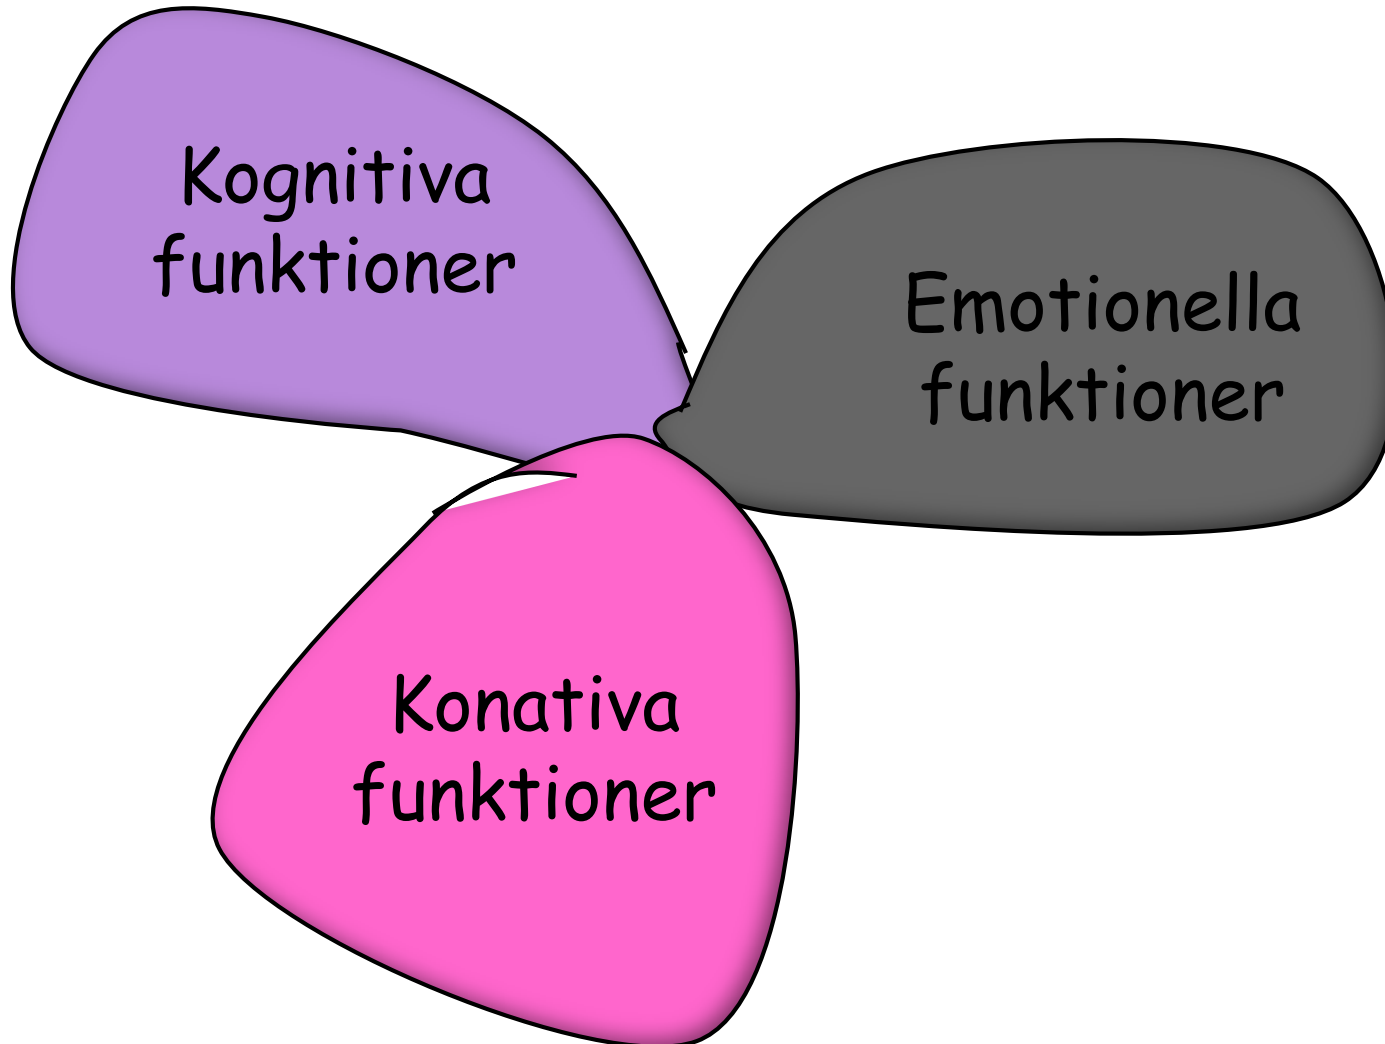 Kognitiva
funktioner
Emotionella
funktioner
Konativa
funktioner